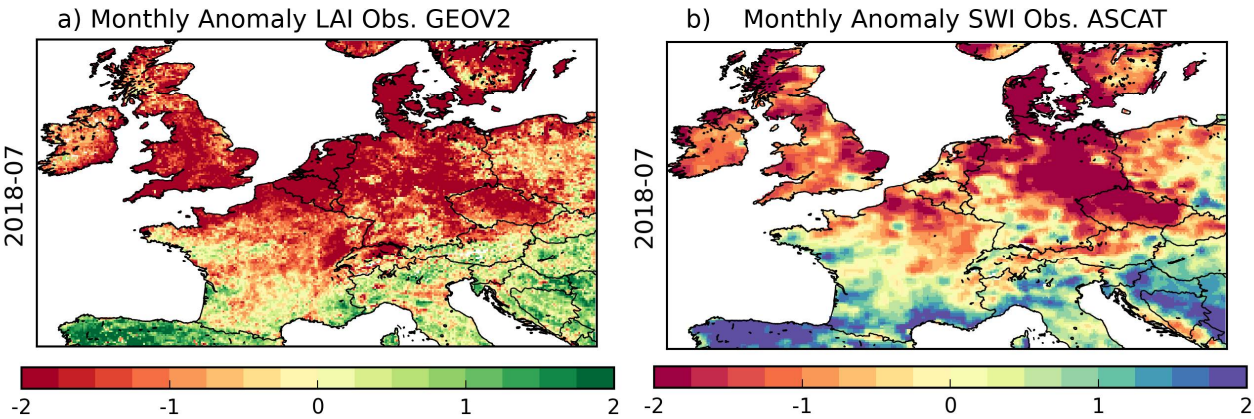 a) Monthly Anomaly LAI Obs. GEOV2
b) Monthly Anomaly SWI Obs. ASCAT
2018-07
2018-07
-2 -1 0 1 2
-2 -1 0 1 2